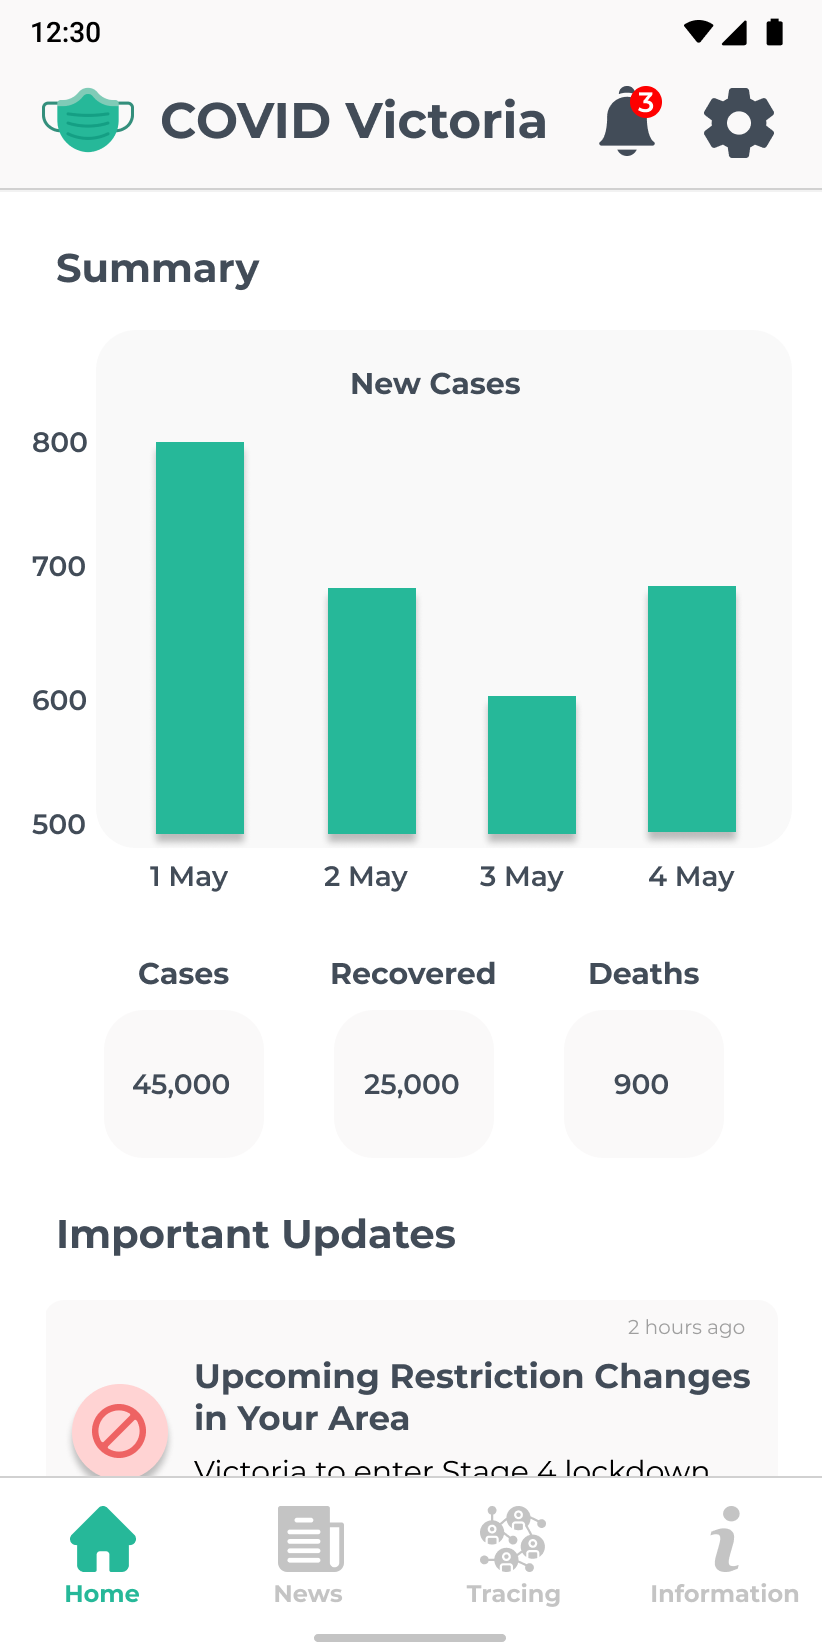 12:30
COVID Victoria
3
Summary
New Cases
800
700
600
500
1 May 2 May 3 May 4 May
Cases Recovered Deaths
45,000 25,000 900
Important Updates
2 hours ago
Upcoming Restriction Changes
in Your Area
Victoria to enter Stage 4 lockdown
Home News Tracing Information